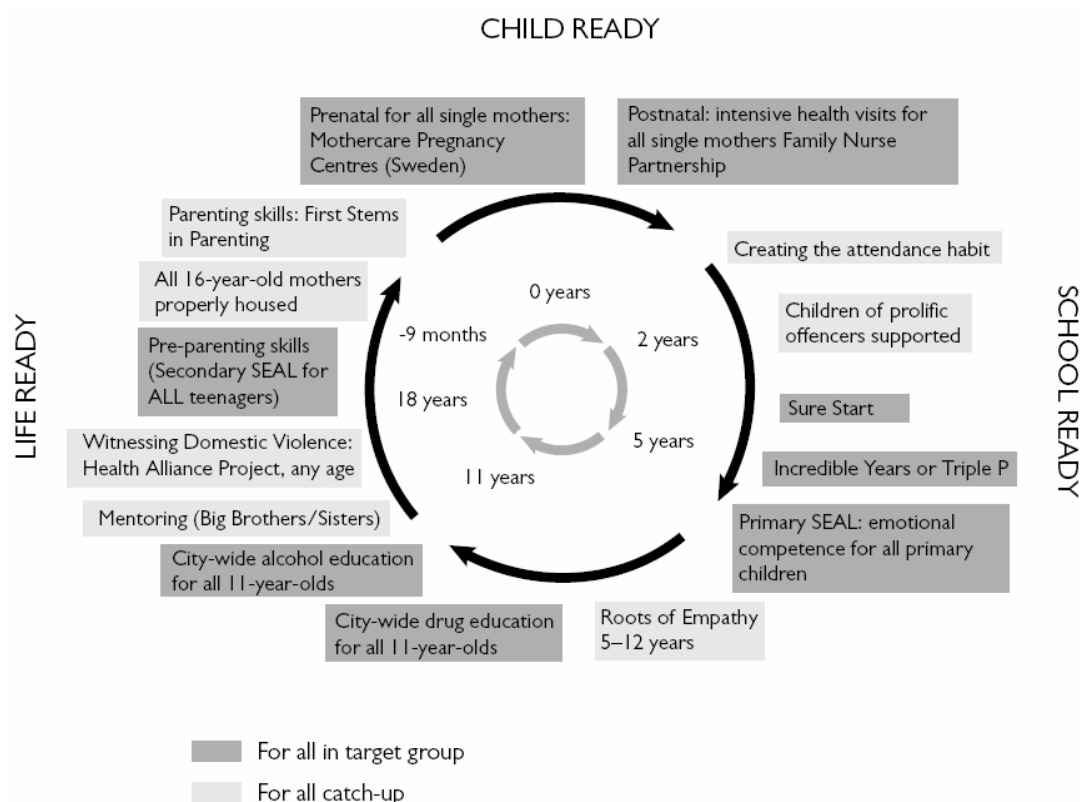 CHILD READY
Prenatal for all single mothers:
Mothercare Pregnancy
Centres (Sweden)
Postnatal: intensive health visits for
all single mothers Family Nurse
Partnership
Parenting skills: First Stems
in Parenting
Creating the attendance habit
All 16-year-old mothers
properly housed
Children of prolific
offencers supported
0 years
-9 months
2 years
Pre-parenting skills
(Secondary SEAL for
ALL teenagers)
18 years
Sure Start
5 years
11 years
LIFE READY
SCHOOL READY
Witnessing Domestic Violence:
Health Alliance Project, any age
Incredible Years or Triple P
Mentoring (Big Brothers/Sisters)
Primary SEAL: emotional
competence for all primary
children
City-wide alcohol education
for all 11-year-olds
City-wide drug education
for all 11-year-olds
Roots of Empathy
5–12 years
For all in target group
For all catch-up